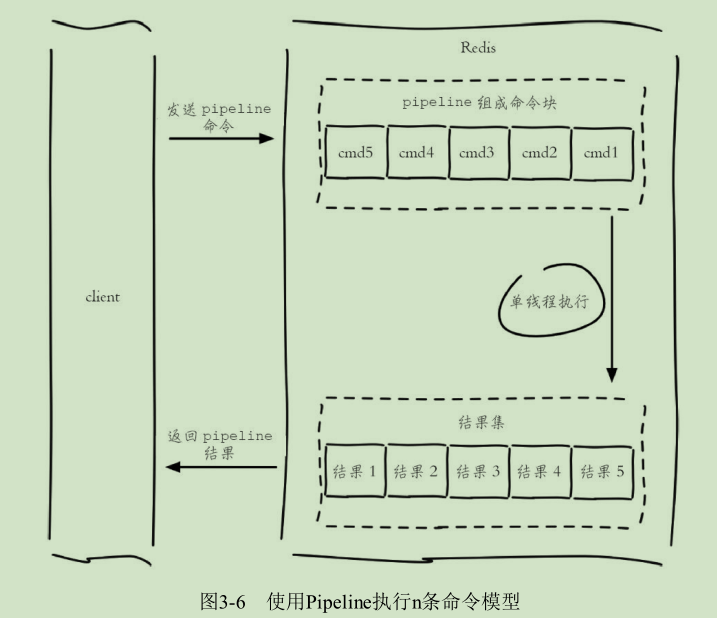 Redis
pipeline 组成命令块
发送 pipeline
命令
cmd5 cmd4 cmd3 cmd2 cmd1
client
单线程执行
结果集
返回 pipeline
结果
结果 1 结果 2 结果 3 结果 4 结果 5
图3-6 使用Pipeline执行n条命令模型